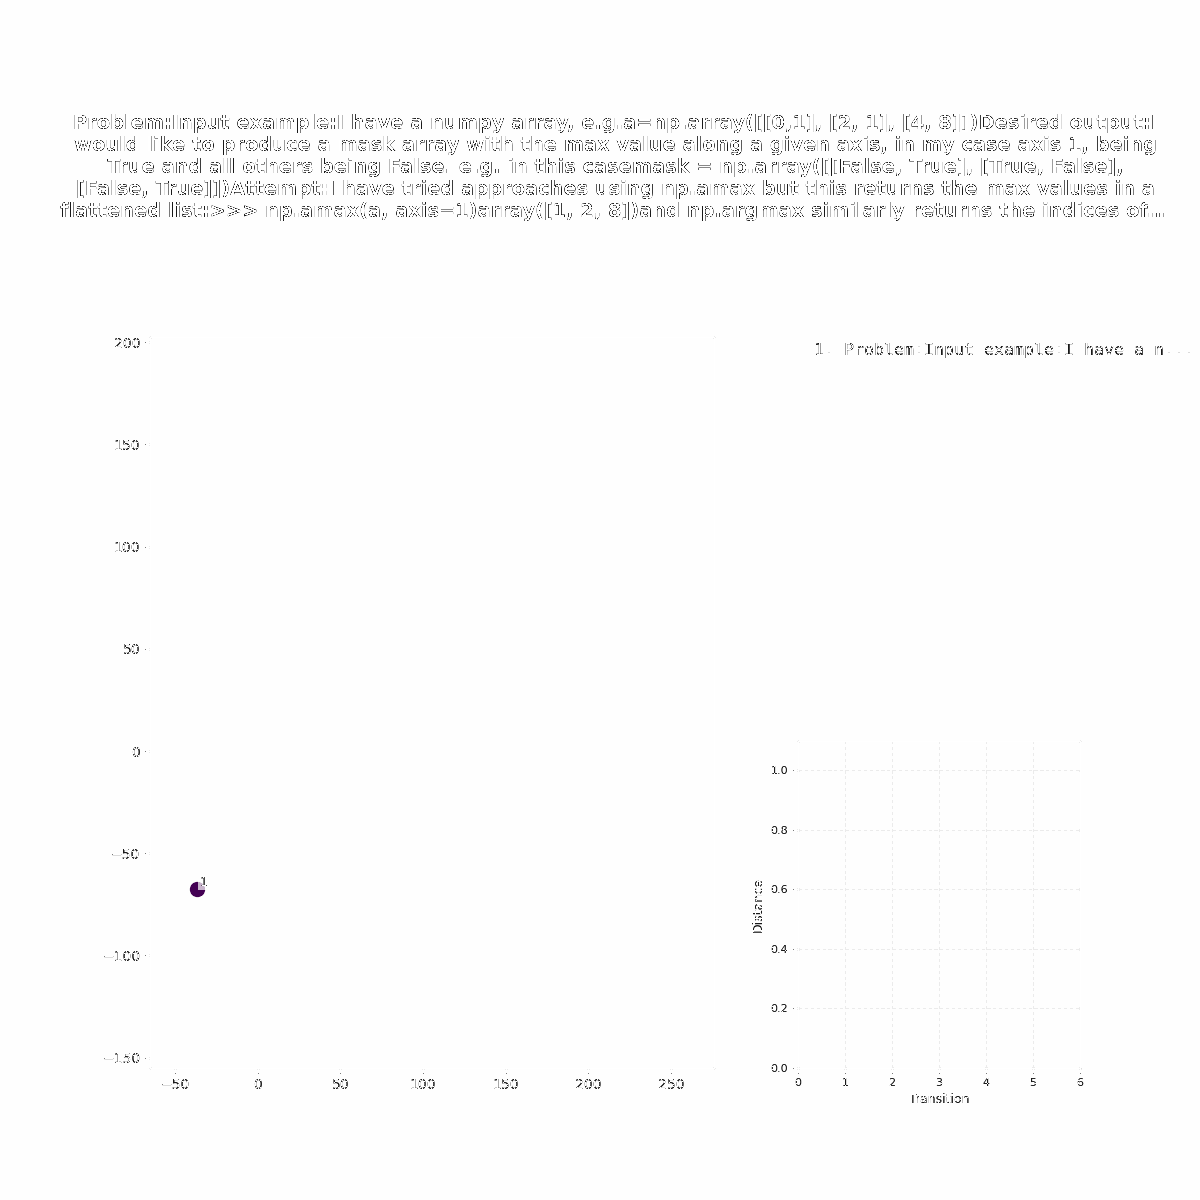 Problem:Input example:I have a numpy array, e.g.a=np.array([[0,1], [2, 1], [4, 8]])Desired output:I
would like to produce a mask array with the max value along a given axis, in my case axis 1, being
True and all others being False. e.g. in this casemask = np.array([[False, True], [True, False],
[False, True]])Attempt:I have tried approaches using np.amax but this returns the max values in a
flattened list:>>> np.amax(a, axis=1)array([1, 2, 8])and np.argmax similarly returns the indices of...
1. Problem:Input example:I have a n...
200
150
100
50
0
−50
−100
−150
−50 0 50 100 150 200 250
1
1.0
0.8
0.6
0.4
0.2
0.0
Distance
0 1 2 3 4 5 6
Transition